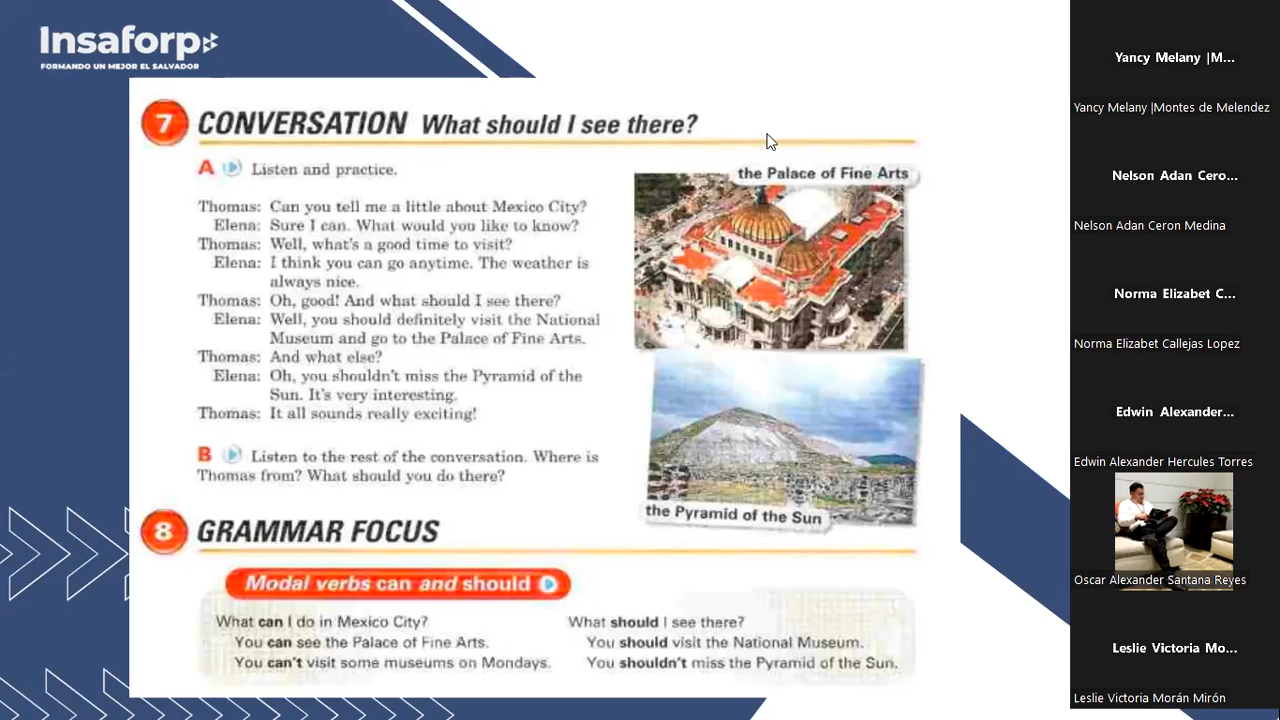 Insaforp
FORMANDO UN MEJOR EL SALVADOR
7 CONVERSATION What should I see there?
A Listen and practice.
Thomas: Can you tell me a little about Mexico City?
Elena: Sure I can. What would you like to know?
Thomas: Well, what's a good time to visit?
Elena: I think you can go anytime. The weather is
always nice.
Thomas: Oh, good! And what should I see there?
Elena: Well, you should definitely visit the National
Museum and go to the Palace of Fine Arts.
Thomas: And what else?
Elena: Oh, you shouldn't miss the Pyramid of the
Sun. It's very interesting.
Thomas: It all sounds really exciting!
the Palace of Fine Arts
the Pyramid of the Sun
B Listen to the rest of the conversation. Where is
Thomas from? What should you do there?
8 GRAMMAR FOCUS
Modal verbs can and should
What can I do in Mexico City?
You can see the Palace of Fine Arts.
You can't visit some museums on Mondays.
What should I see there?
You should visit the National Museum.
You shouldn't miss the Pyramid of the Sun.
Yancy Melany |M...
Yancy Melany |Montes de Melendez
Nelson Adan Cero...
Nelson Adan Ceron Medina
Norma Elizabet C...
Norma Elizabet Callejas Lopez
Edwin Alexander...
Edwin Alexander Hercules Torres
Oscar Alexander Santana Reyes
Leslie Victoria Mo...
Leslie Victoria Morán Mirón